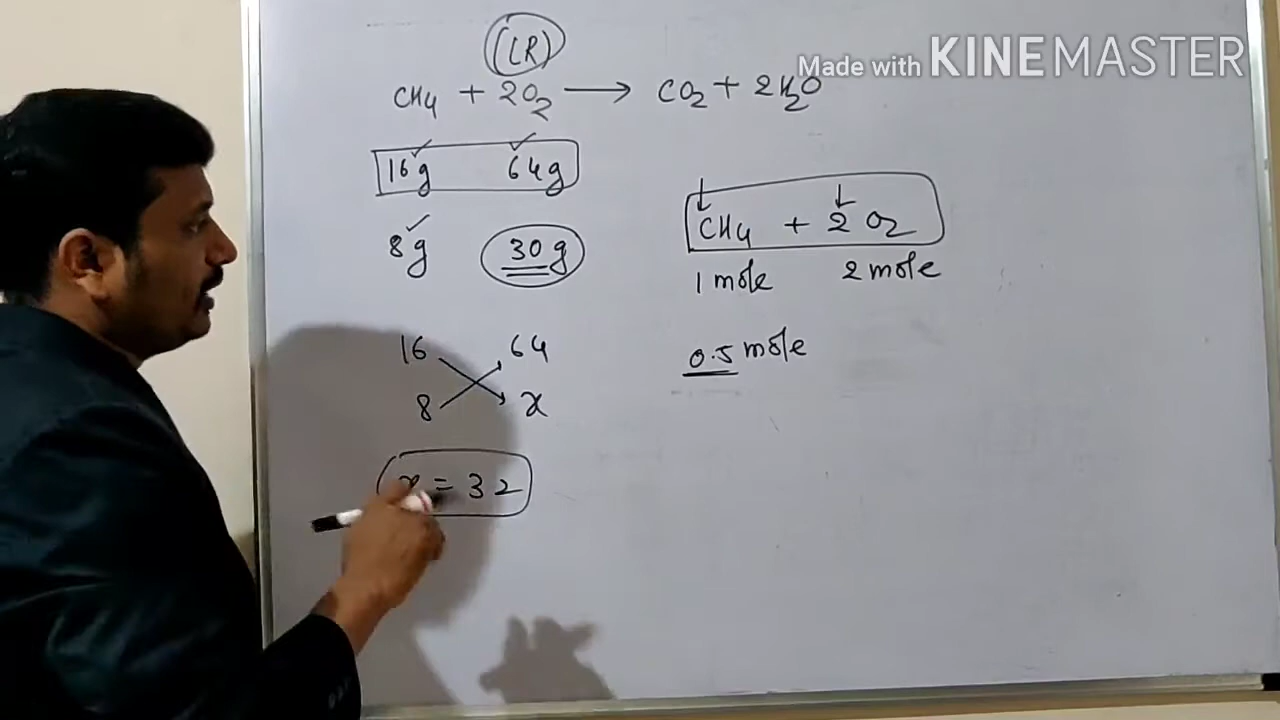 (LR)
Made with KINEMASTER
CH4 + 2O2 → CO2 + 2H2O
16g 64g
CH4 + 2 O2
8g 30g
1 mole 2 mole
16 64
0.5 mole
8 x
x = 32